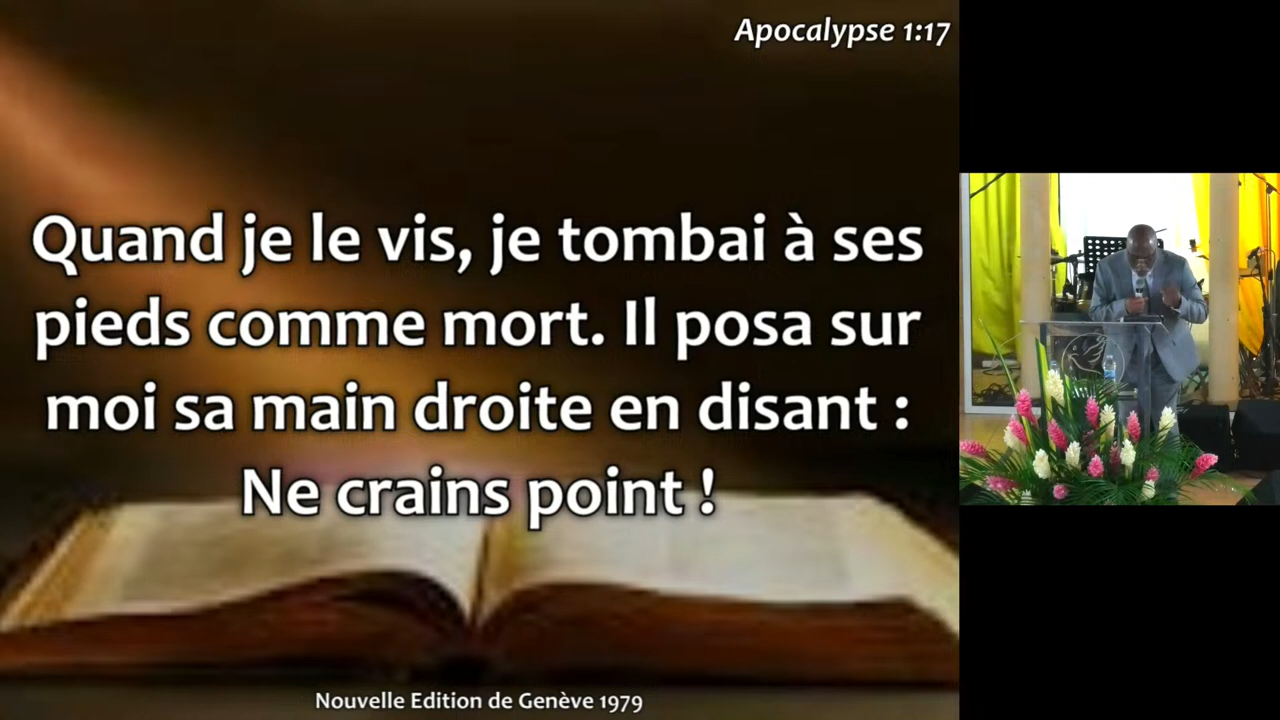 Apocalypse 1:17
Quand je le vis, je tombai à ses
pieds comme mort. Il posa sur
moi sa main droite en disant :
Ne crains point !
Nouvelle Edition de Genève 1979